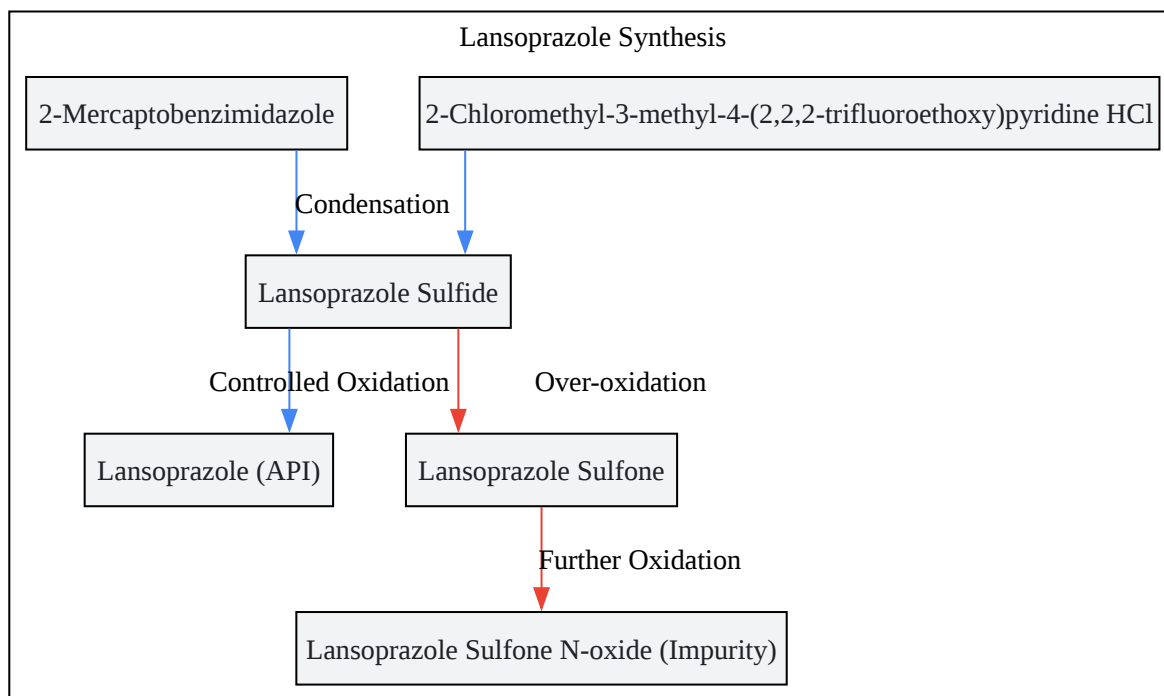 Lansoprazole Synthesis
2-Mercaptobenzimidazole
2-Chloromethyl-3-methyl-4-(2,2,2-trifluoroethoxy)pyridine HCl
Condensation
Lansoprazole Sulfide
Controlled Oxidation
Over-oxidation
Lansoprazole (API)
Lansoprazole Sulfone
Further Oxidation
Lansoprazole Sulfone N-oxide (Impurity)